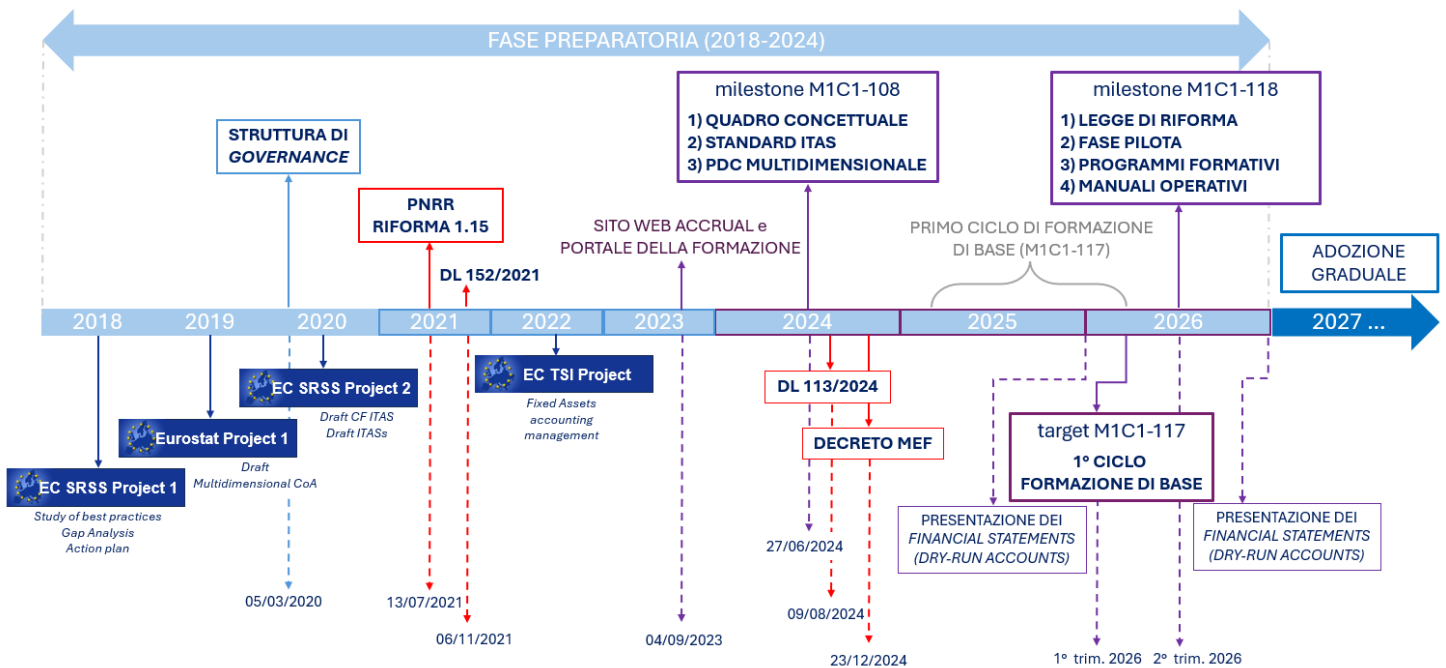 FASE PREPARATORIA (2018-2024)
milestone M1C1-108
1) QUADRO CONCETTUALE
2) STANDARD ITAS
3) PDC MULTIDIMENSIONALE
milestone M1C1-118
1) LEGGE DI RIFORMA
2) FASE PILOTA
3) PROGRAMMI FORMATIVI
4) MANUALI OPERATIVI
STRUTTURA DI
GOVERNANCE
PNRR
RIFORMA 1.15
DL 152/2021
SITO WEB ACCRUAL e
PORTALE DELLA FORMAZIONE
PRIMO CICLO DI FORMAZIONE
DI BASE (M1C1-117)
ADOZIONE
GRADUALE
2018
2019
2020
2021
2022
2023
2024
2025
2026
2027 ...
EC SRSS Project 1
Study of best practices
Gap Analysis
Action plan
Eurostat Project 1
Draft
Multidimensional CoA
EC SRSS Project 2
Draft CF ITAS
Draft ITASs
EC TSI Project
Fixed Assets
accounting
management
DL 113/2024
DECRETO MEF
target M1C1-117
1° CICLO
FORMAZIONE DI BASE
PRESENTAZIONE DEI
FINANCIAL STATEMENTS
(DRY-RUN ACCOUNTS)
PRESENTAZIONE DEI
FINANCIAL STATEMENTS
(DRY-RUN ACCOUNTS)
05/03/2020
13/07/2021
06/11/2021
04/09/2023
27/06/2024
09/08/2024
23/12/2024
1° trim. 2026
2° trim. 2026